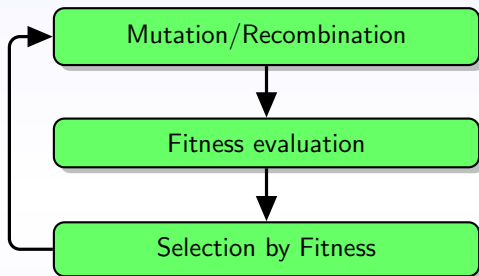 Mutation/Recombination
Fitness evaluation
Selection by Fitness